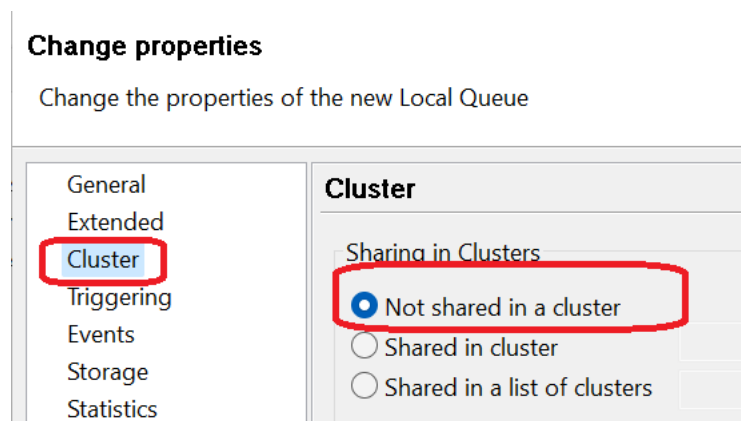 Change properties
Change the properties of the new Local Queue
General
Extended
Cluster
Triggering
Events
Storage
Statistics
Cluster
Sharing in Clusters
Not shared in a cluster
Shared in cluster
Shared in a list of clusters